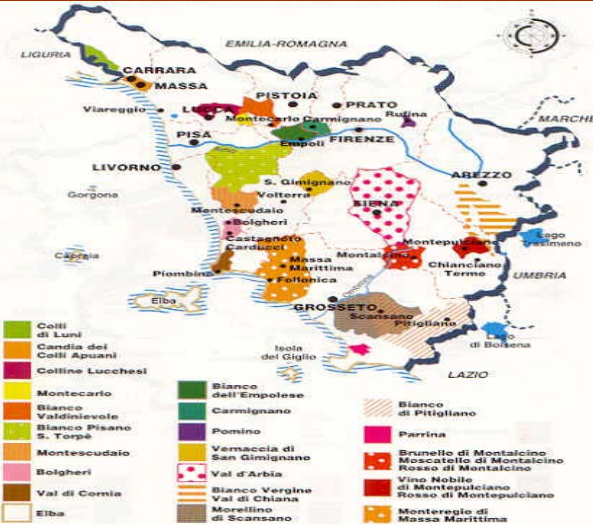 LIGURIA
EMILIA-ROMAGNA
CARRARA
MASSA
PISTOIA
PRATO
Viareggio
LUCCA
Montecarlo Carmignano
Rufina
MARCHE
PISA
Empoli
FIRENZE
LIVORNO
AREZZO
S. Gimignano
Gorgona
Volterra
SIENA
Montescudaio
Bolgheri
Castagneto
Carducci
Montepulciano
Lago
Trasimeno
Capraia
Massa
Marittima
Montalcino
Chianciano
Terme
Piombino
Follonica
UMBRIA
Elba
GROSSETO
Scansano
Pitigliano
Isola
del Giglio
Lago
di Bolsena
LAZIO
Colli
di Luni
Candia dei
Colli Apuani
Colline Lucchesi
Montecarlo
Bianco
Valdinievole
Bianco Pisano
S. Torpè
Montescudaio
Bolgheri
Val di Cornia
Elba
Bianco
dell'Empolese
Carmignano
Pomino
Vernaccia di
San Gimignano
Val d'Arbia
Bianco Vergine
Val di Chiana
Morellino
di Scansano
Bianco
di Pitigliano
Parrina
Brunello di Montalcino
Moscatello di Montalcino
Rosso di Montalcino
Vino Nobile
di Montepulciano
Rosso di Montepulciano
Monteregio di
Massa Marittima